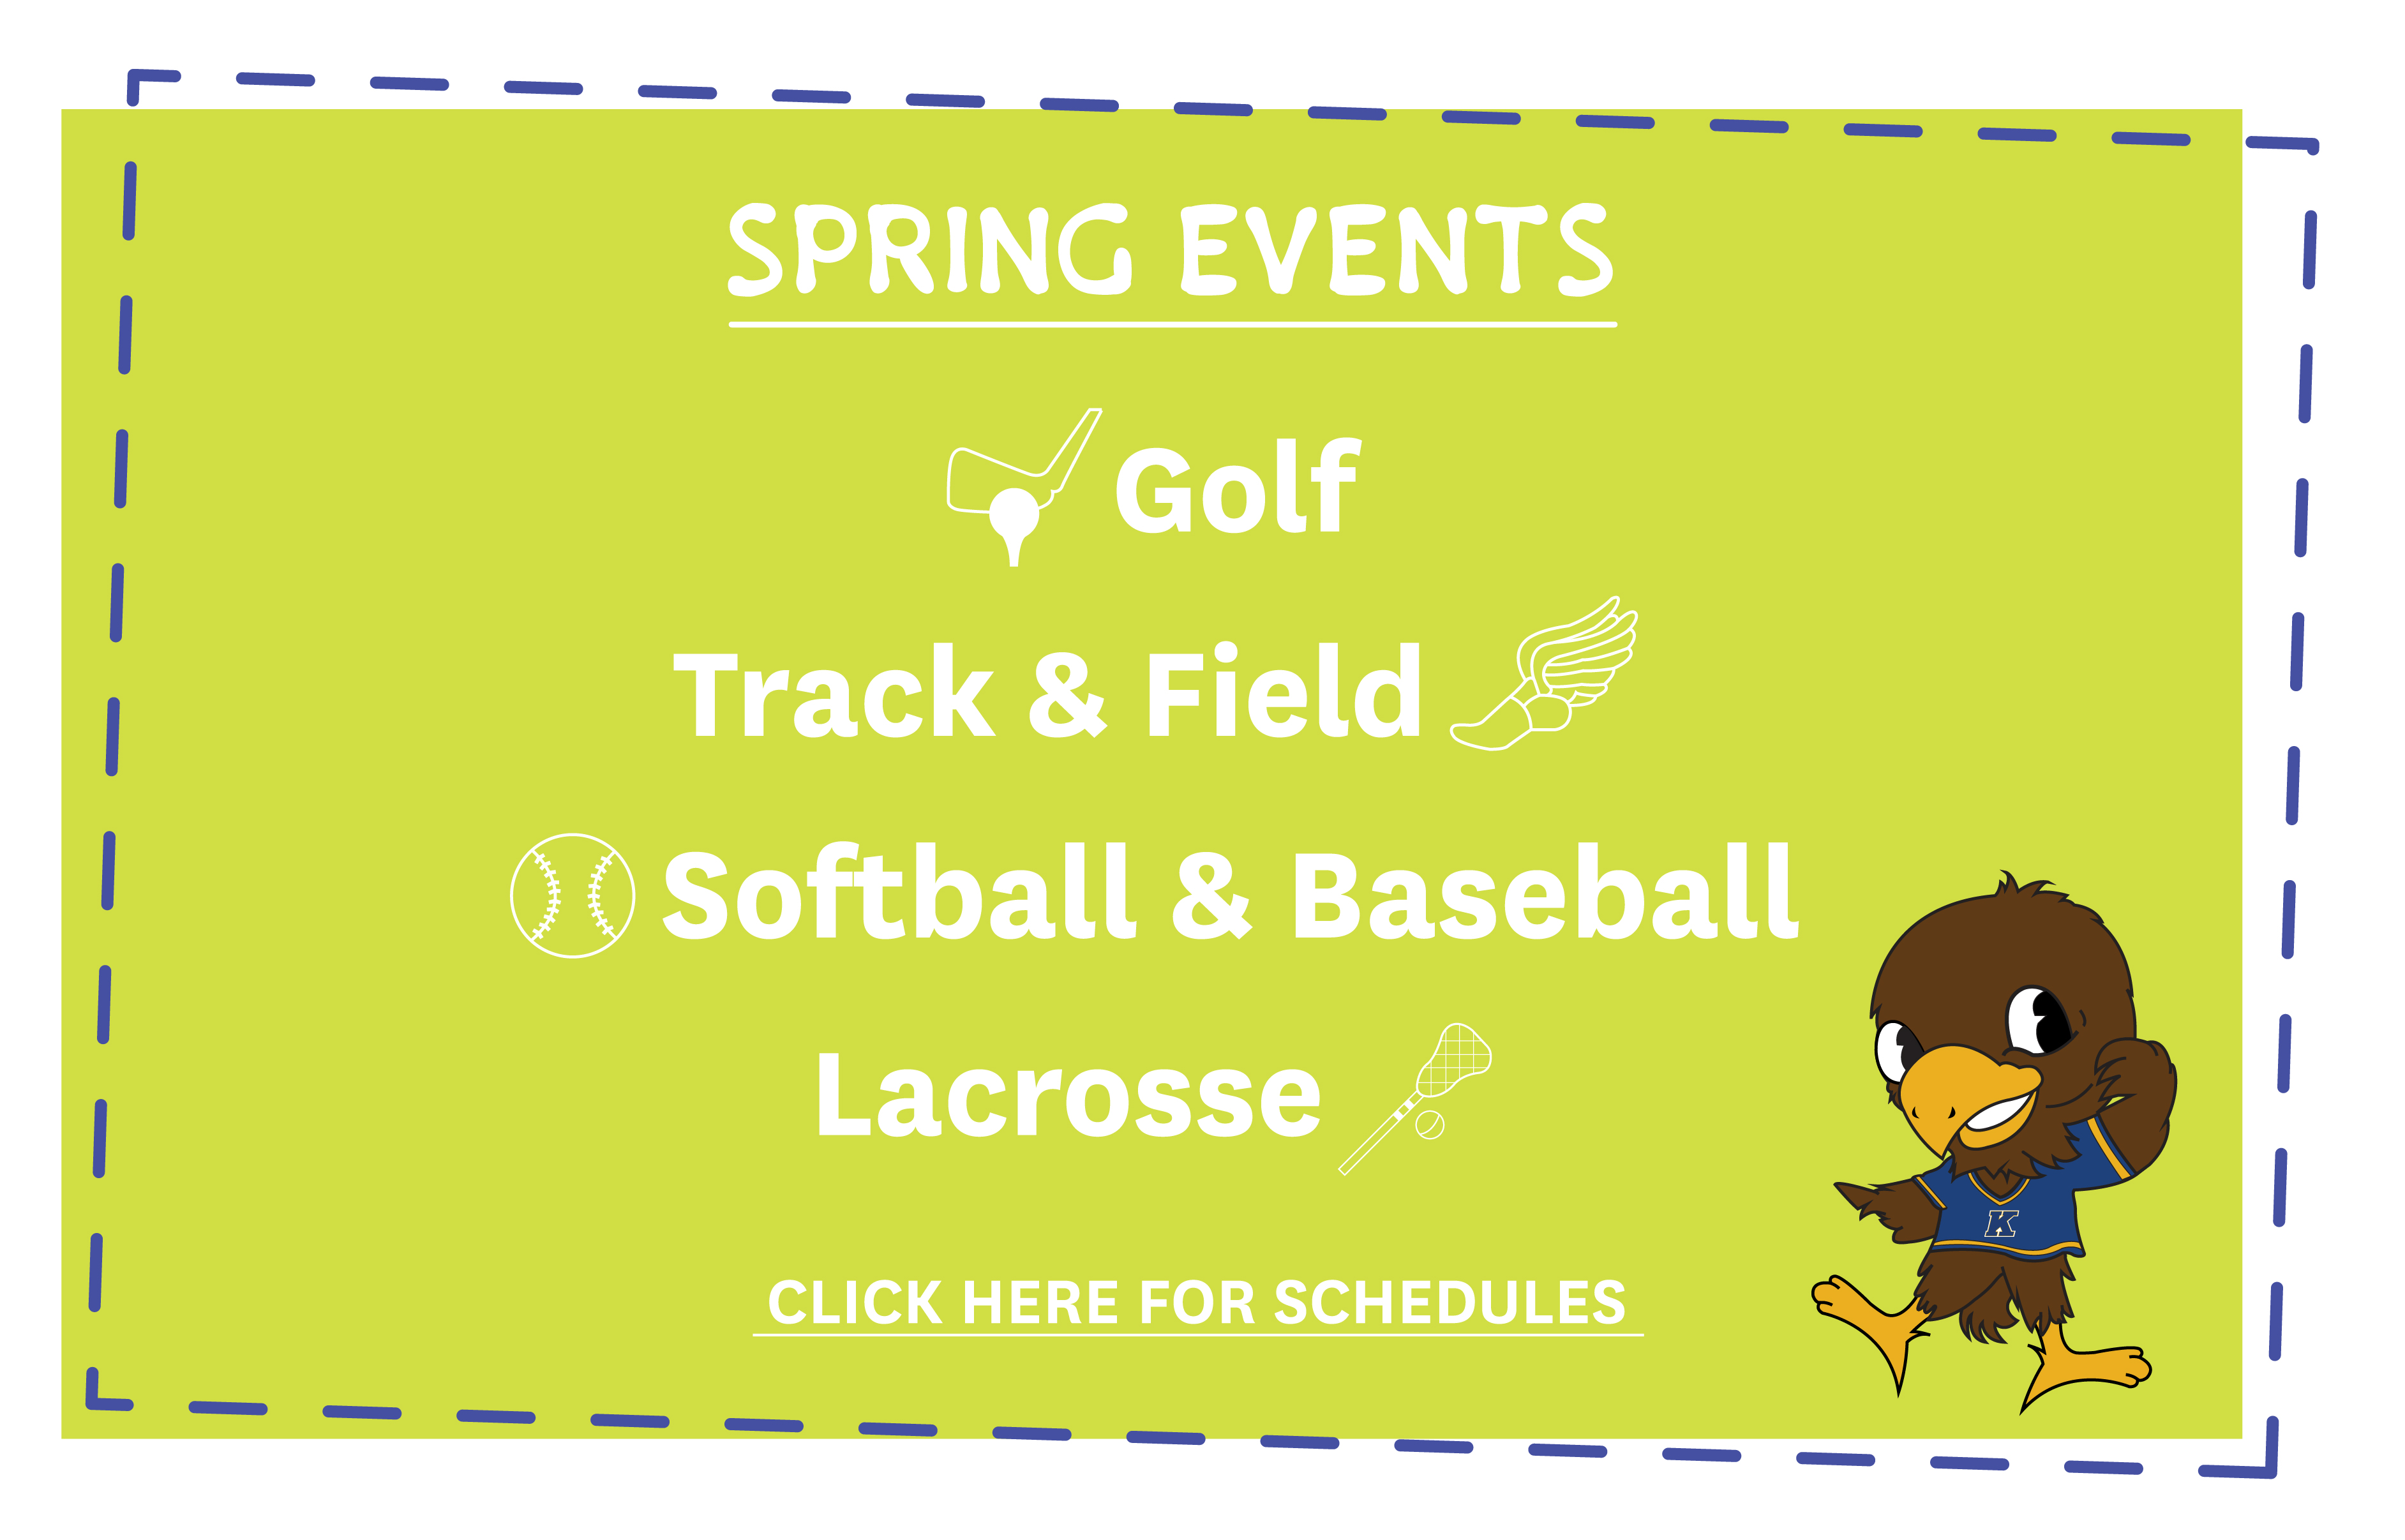 SPRING EVENTS
Golf
Track & Field
Softball & Baseball
Lacrosse
K
CLICK HERE FOR SCHEDULES